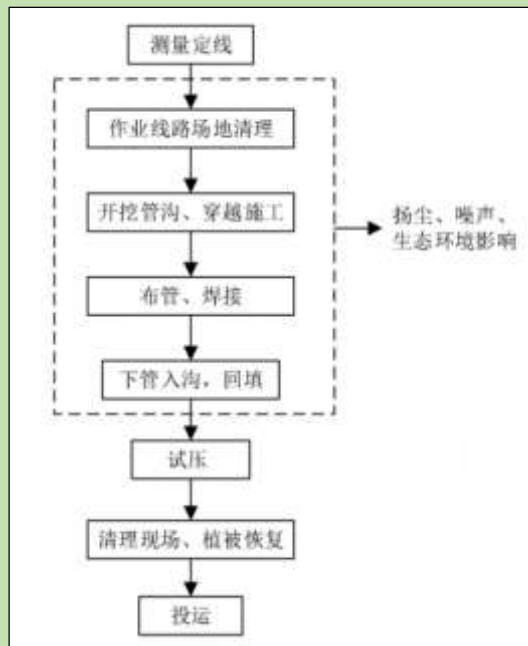 测量定线
作业线路场地清理
开挖管沟、穿越施工
扬尘、噪声、
生态环境影响
布管、焊接
下管入沟，回填
试压
清理现场、植被恢复
投运